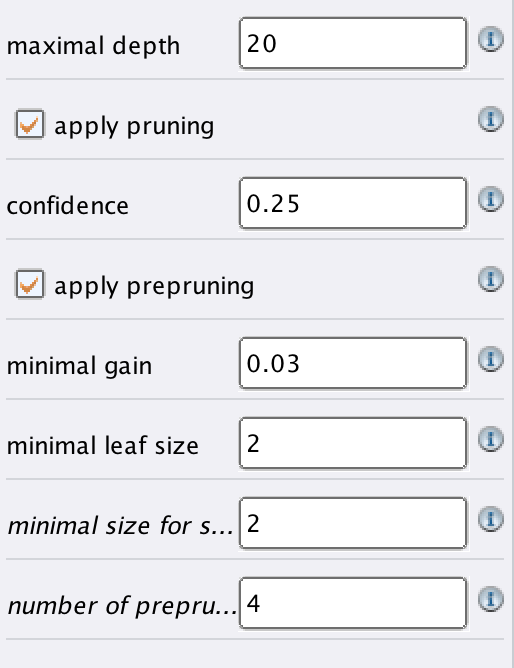 maximal depth 20
apply pruning
confidence 0.25
apply prepruning
minimal gain 0.03
minimal leaf size 2
minimal size for s... 2
number of prepru... 4